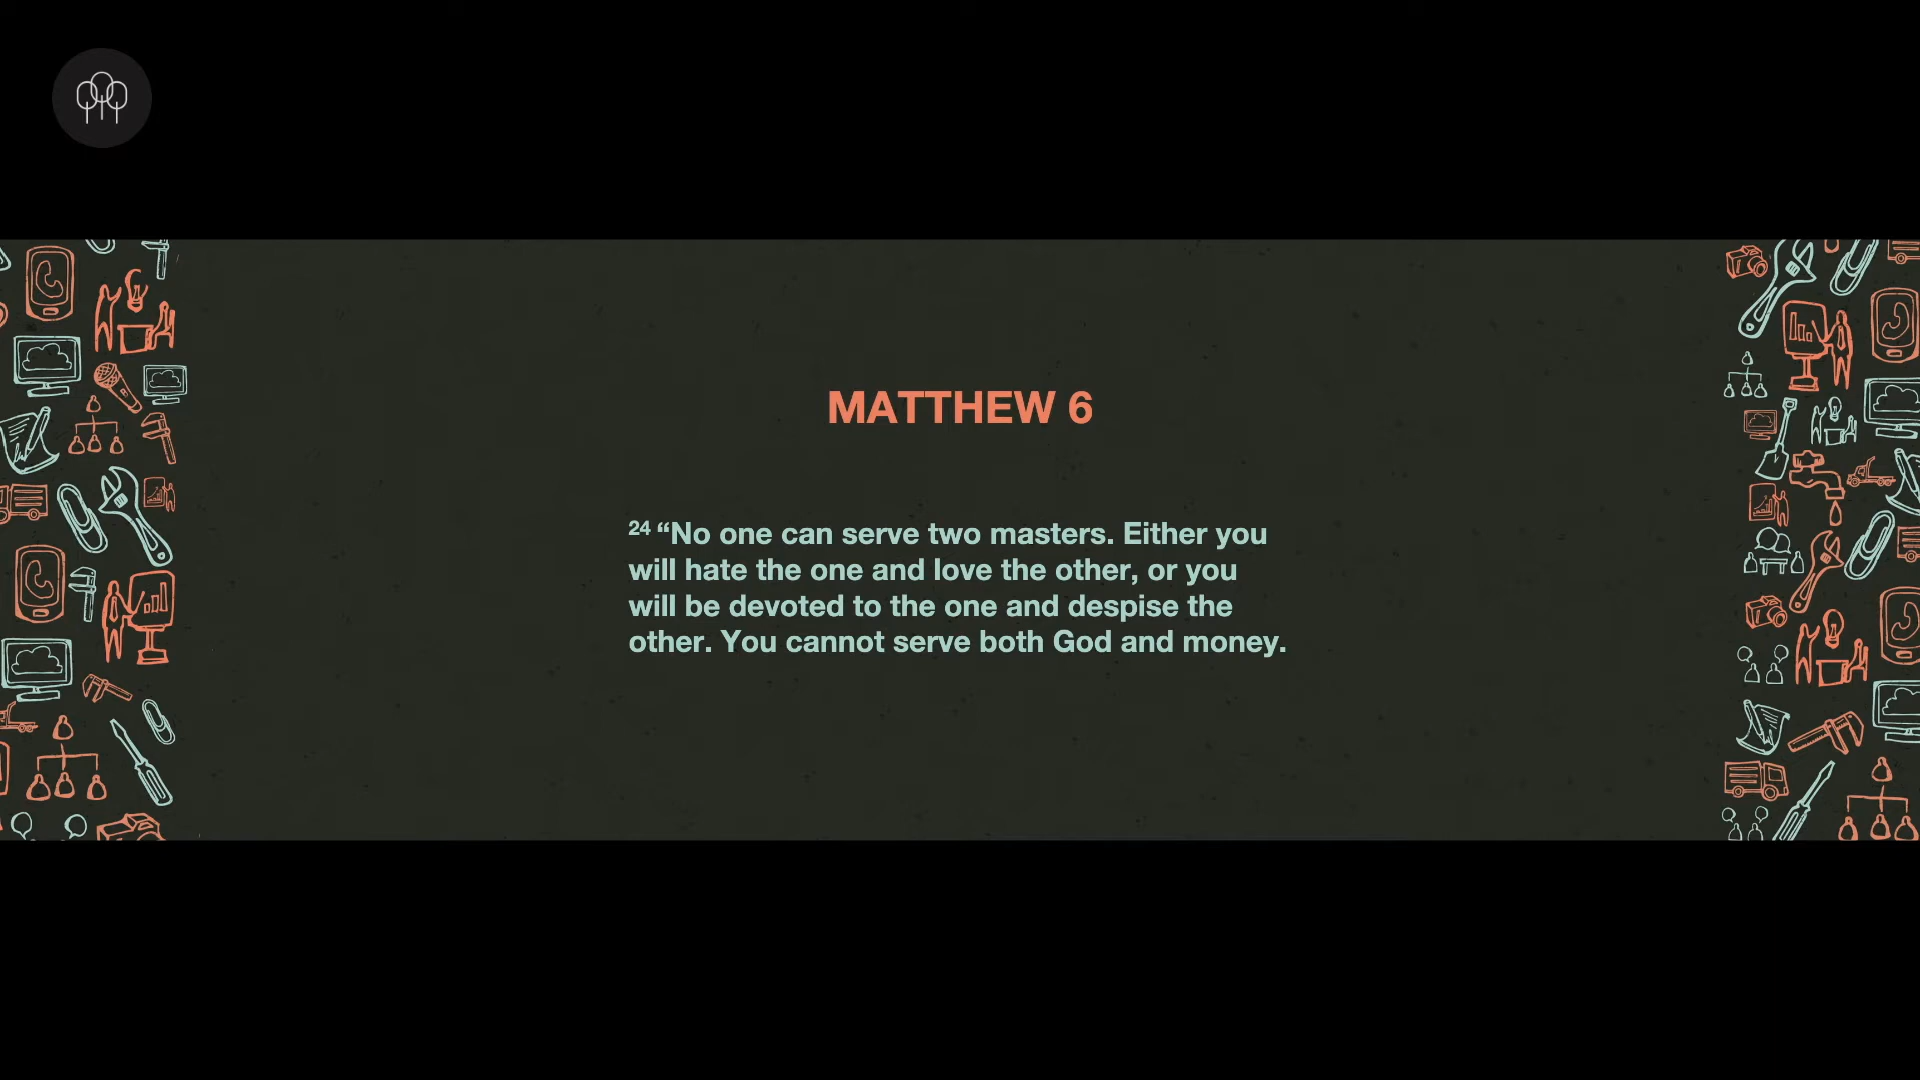 MATTHEW 6
24 “No one can serve two masters. Either you
will hate the one and love the other, or you
will be devoted to the one and despise the
other. You cannot serve both God and money.